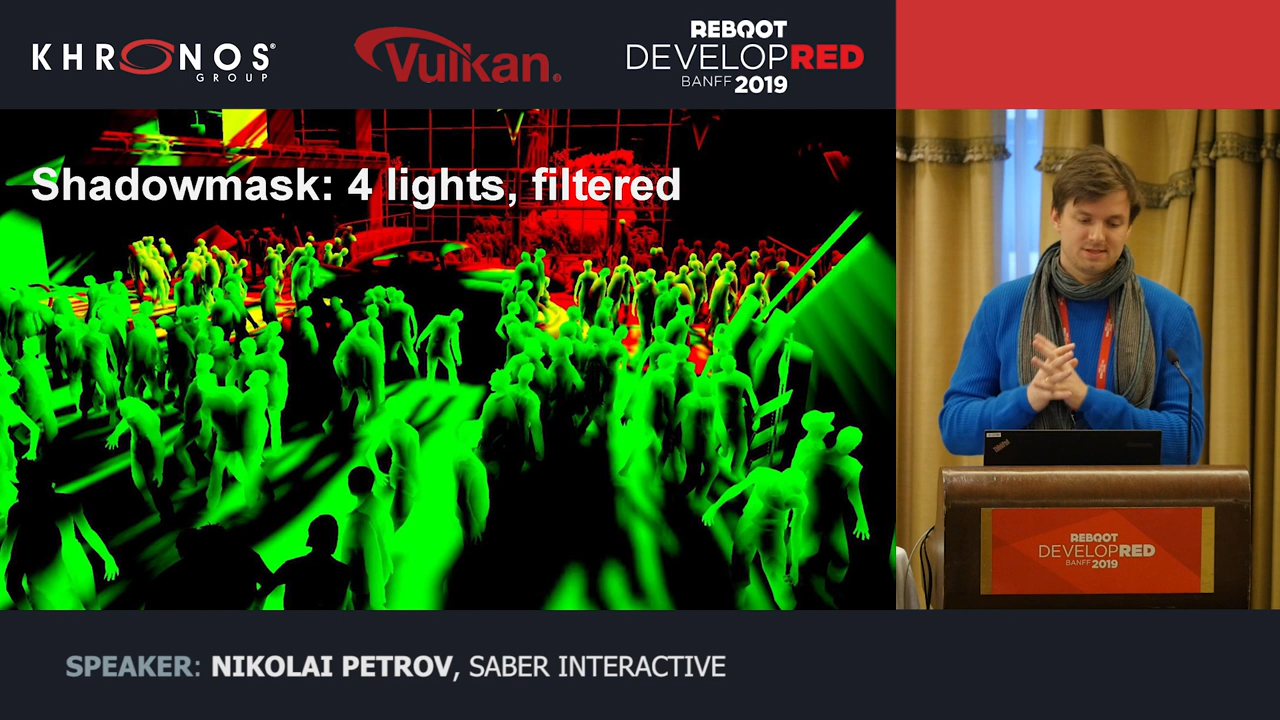 KHRONOS®
GROUP
Vulkan®
REBOOT
DEVELOPRED
BANFF 2019
Shadowmask: 4 lights, filtered
ThinkPad
REBOOT
DEVELOPRED
BANFF 2019
SPEAKER: NIKOLAI PETROV, SABER INTERACTIVE